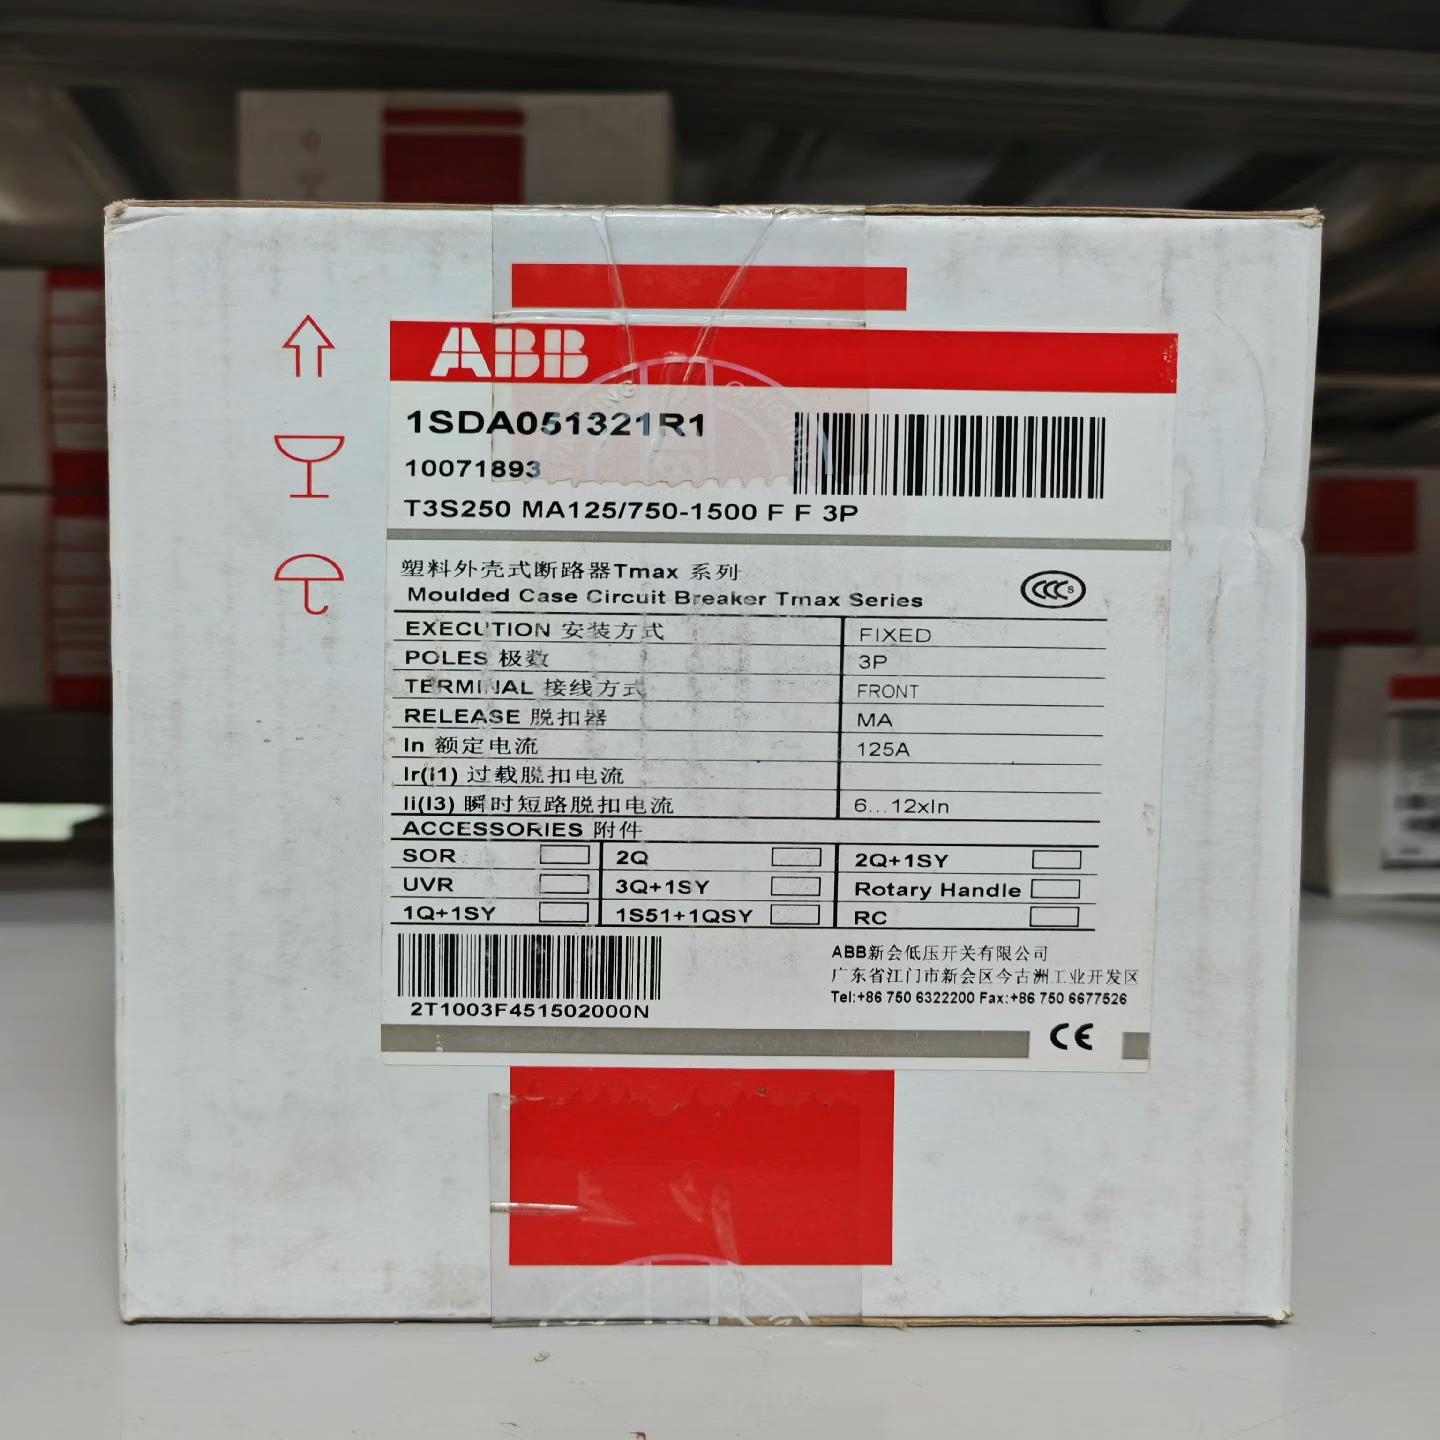 ABB
1SDA051321R1
10071893
T3S250 MA125/750-1500 F F 3P
塑料外壳式断路器Tmax 系列
Moulded Case Circuit Breaker Tmax Series
CCC S
EXECUTION 安装方式 FIXED
POLES 极数 3P
TERMINAL 接线方式 FRONT
RELEASE 脱扣器 MA
In 额定电流 125A
Ir(I1) 过载脱扣电流
Ii(I3) 瞬时短路脱扣电流 6...12xIn
ACCESSORIES 附件
SOR 2Q 2Q+1SY
UVR 3Q+1SY Rotary Handle
1Q+1SY 1S51+1QSY RC
ABB新会低压开关有限公司
广东省江门市新会区今古洲工业开发区
Tel:+86 750 6322200 Fax:+86 750 6677526
2T1003F451502000N
CE